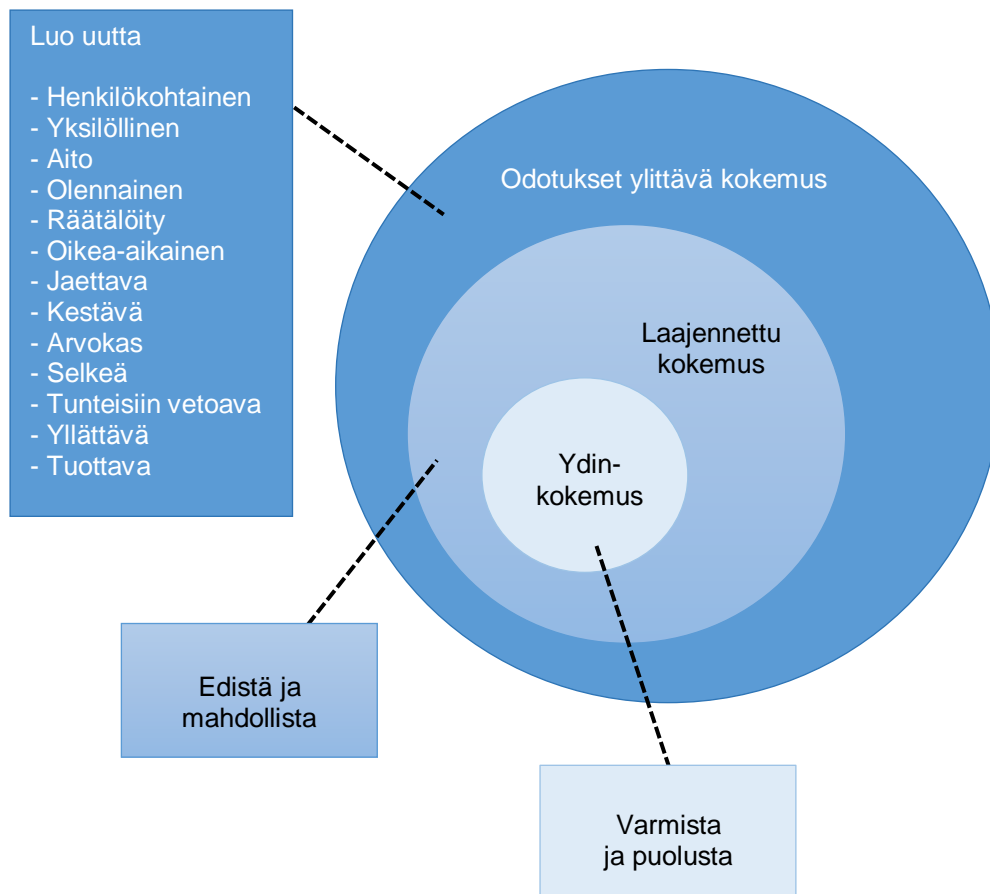 Luo uutta
- Henkilökohtainen
- Yksilöllinen
- Aito
- Olennainen
- Räätälöity
- Oikea-aikainen
- Jaettava
- Kestävä
- Arvokas
- Selkeä
- Tunteisiin vetoava
- Yllättävä
- Tuottava
Odotukset ylittävä kokemus
Laajennettu
kokemus
Ydin-
kokemus
Edistä ja
mahdollista
Varmista
ja puolusta